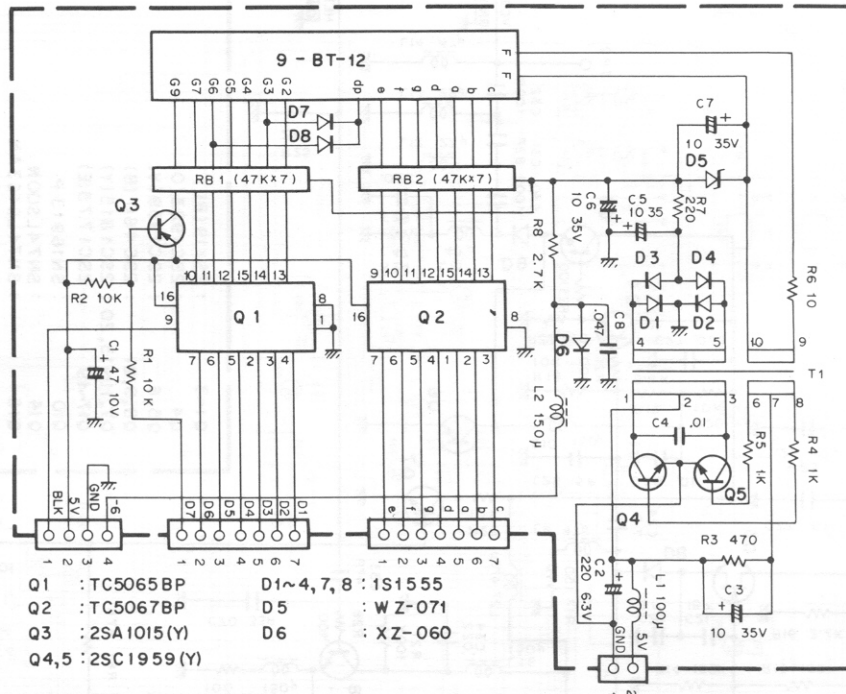 9-BT-12
F
F
G9
G7
G6
G5
G4
G3
G2
dp
e
f
g
d
a
b
c
D7
D8
C7
10 35V
D5
RB1 (47K×7)
RB2 (47K×7)
C6
10 35V
C5
10 35
R7
220
Q3
R8
2.7K
D3
D4
R6 10
10 11 12 15 14 13
9 10 11 12 15 14 13
R2 10K
16
9
Q1
8
1
16
Q2
8
D1
D2
D6
.047
C8
4
5
10
9
T1
7 6 5 2 3 4
7 6 5 4 1 2 3
C1
47 10V
R1
10K
L2 150μ
1
2
3
6
7
8
C4 .01
R5
1K
R4
1K
Q4
Q5
BLK
5V
GND
-6
D7
D6
D5
D4
D3
D2
D1
e
f
g
d
a
b
c
R3 470
1 2 3 4
1 2 3 4 5 6 7
1 2 3 4 5 6 7
C2
220 6.3V
L1 100μ
C3
10 35V
GND
5V
1 2
Q1 : TC5065BP
Q2 : TC5067BP
Q3 : 2SA1015(Y)
Q4,5 : 2SC1959(Y)
D1~4,7,8 : 1S1555
D5 : WZ-071
D6 : XZ-060